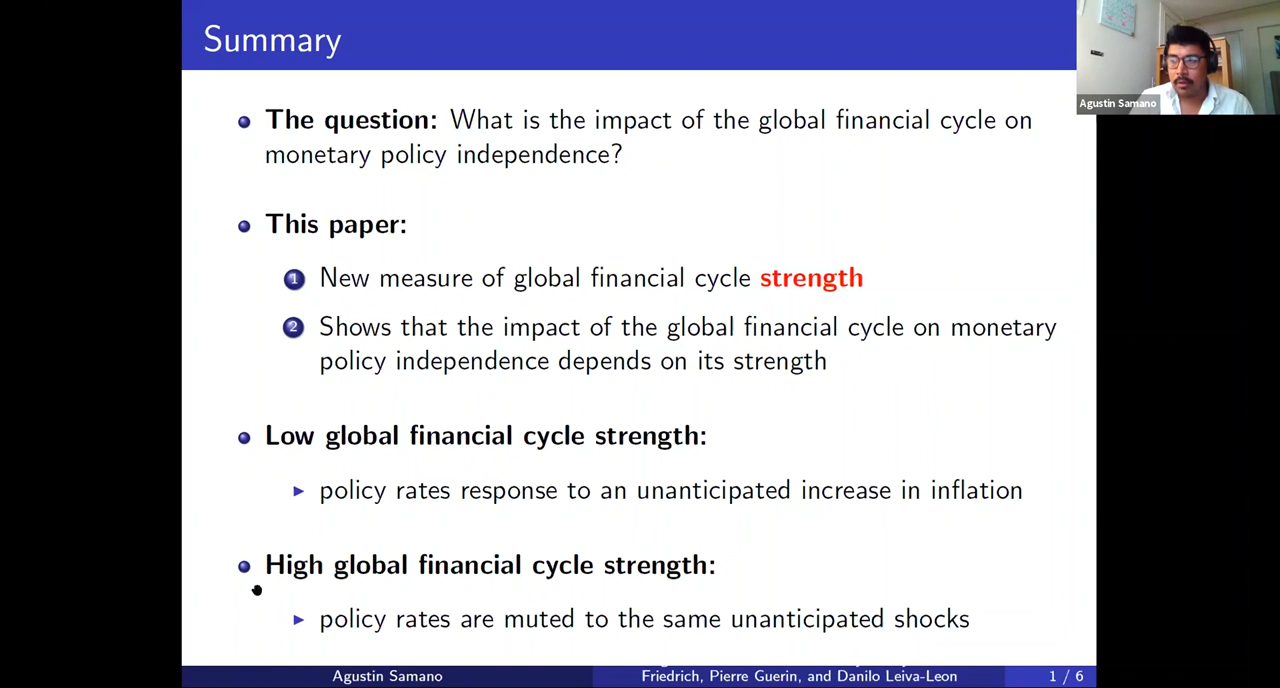 Summary
Agustin Samano
The question: What is the impact of the global financial cycle on
monetary policy independence?
This paper:
1 New measure of global financial cycle strength
2 Shows that the impact of the global financial cycle on monetary
policy independence depends on its strength
Low global financial cycle strength:
policy rates response to an unanticipated increase in inflation
High global financial cycle strength:
policy rates are muted to the same unanticipated shocks
Agustin Samano
Friedrich, Pierre Guerin, and Danilo Leiva-Leon
1 / 6